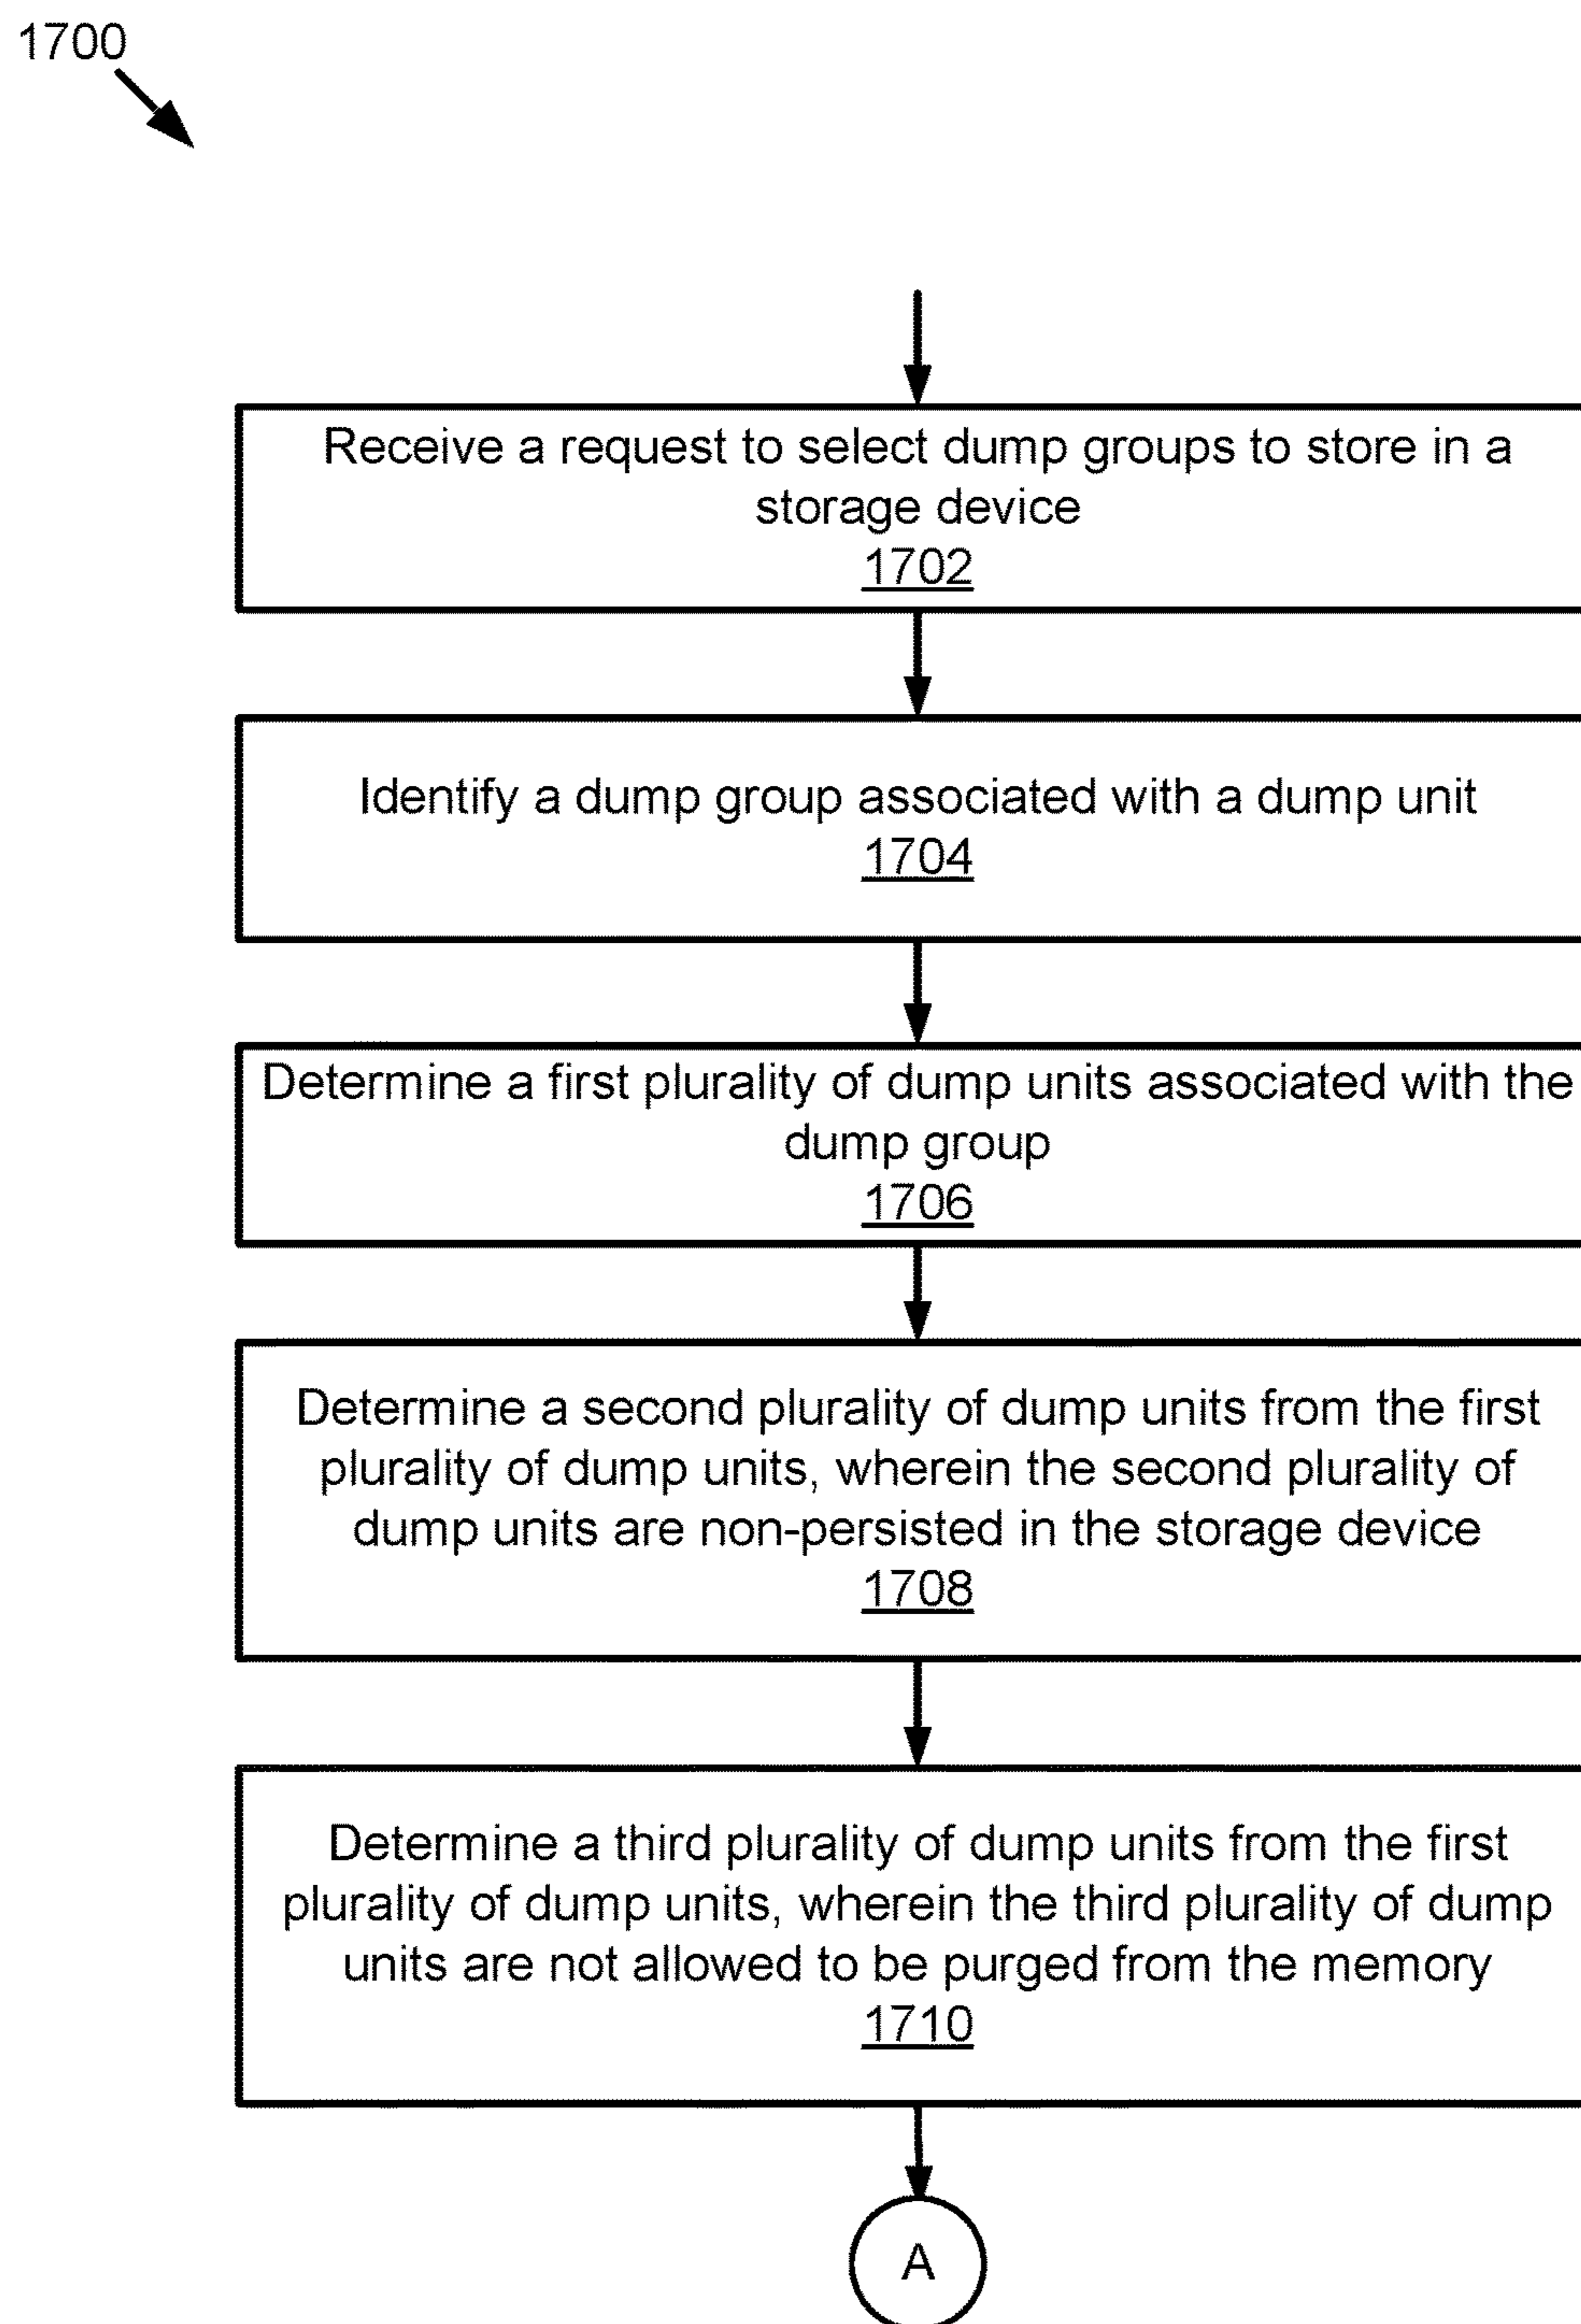 1700
Receive a request to select dump groups to store in a
storage device
1702
Identify a dump group associated with a dump unit
1704
Determine a first plurality of dump units associated with the
dump group
1706
Determine a second plurality of dump units from the first
plurality of dump units, wherein the second plurality of
dump units are non-persisted in the storage device
1708
Determine a third plurality of dump units from the first
plurality of dump units, wherein the third plurality of dump
units are not allowed to be purged from the memory
1710
A